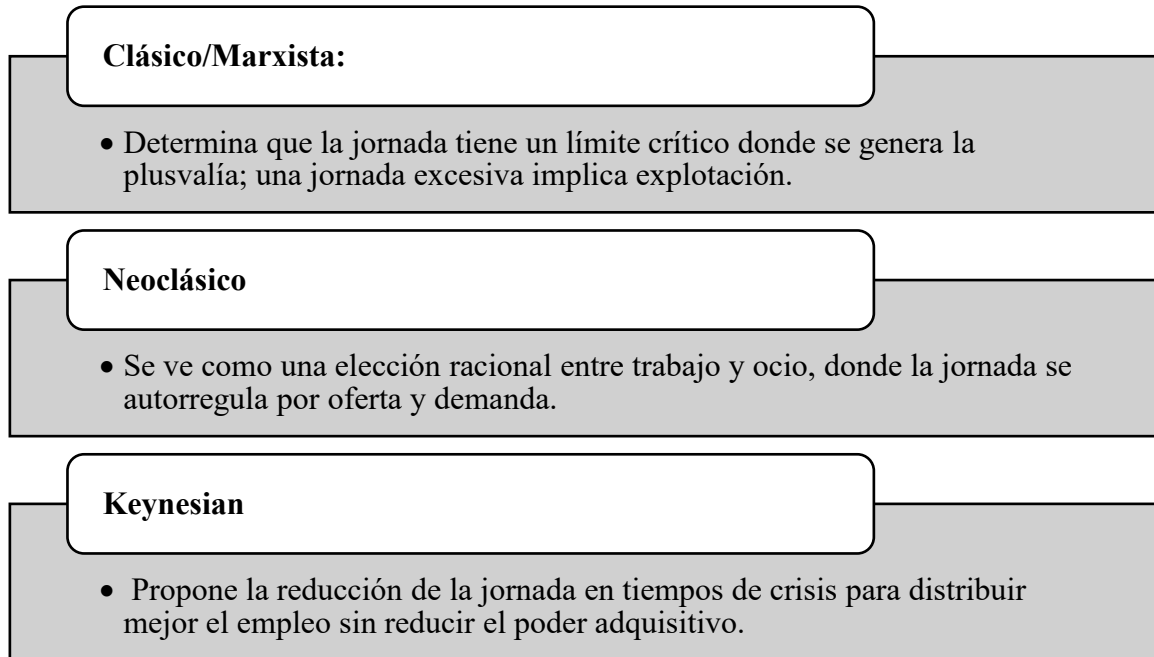 Clásico/Marxista:
• Determina que la jornada tiene un límite crítico donde se genera la
plusvalía; una jornada excesiva implica explotación.
Neoclásico
• Se ve como una elección racional entre trabajo y ocio, donde la jornada se
autorregula por oferta y demanda.
Keynesian
• Propone la reducción de la jornada en tiempos de crisis para distribuir
mejor el empleo sin reducir el poder adquisitivo.